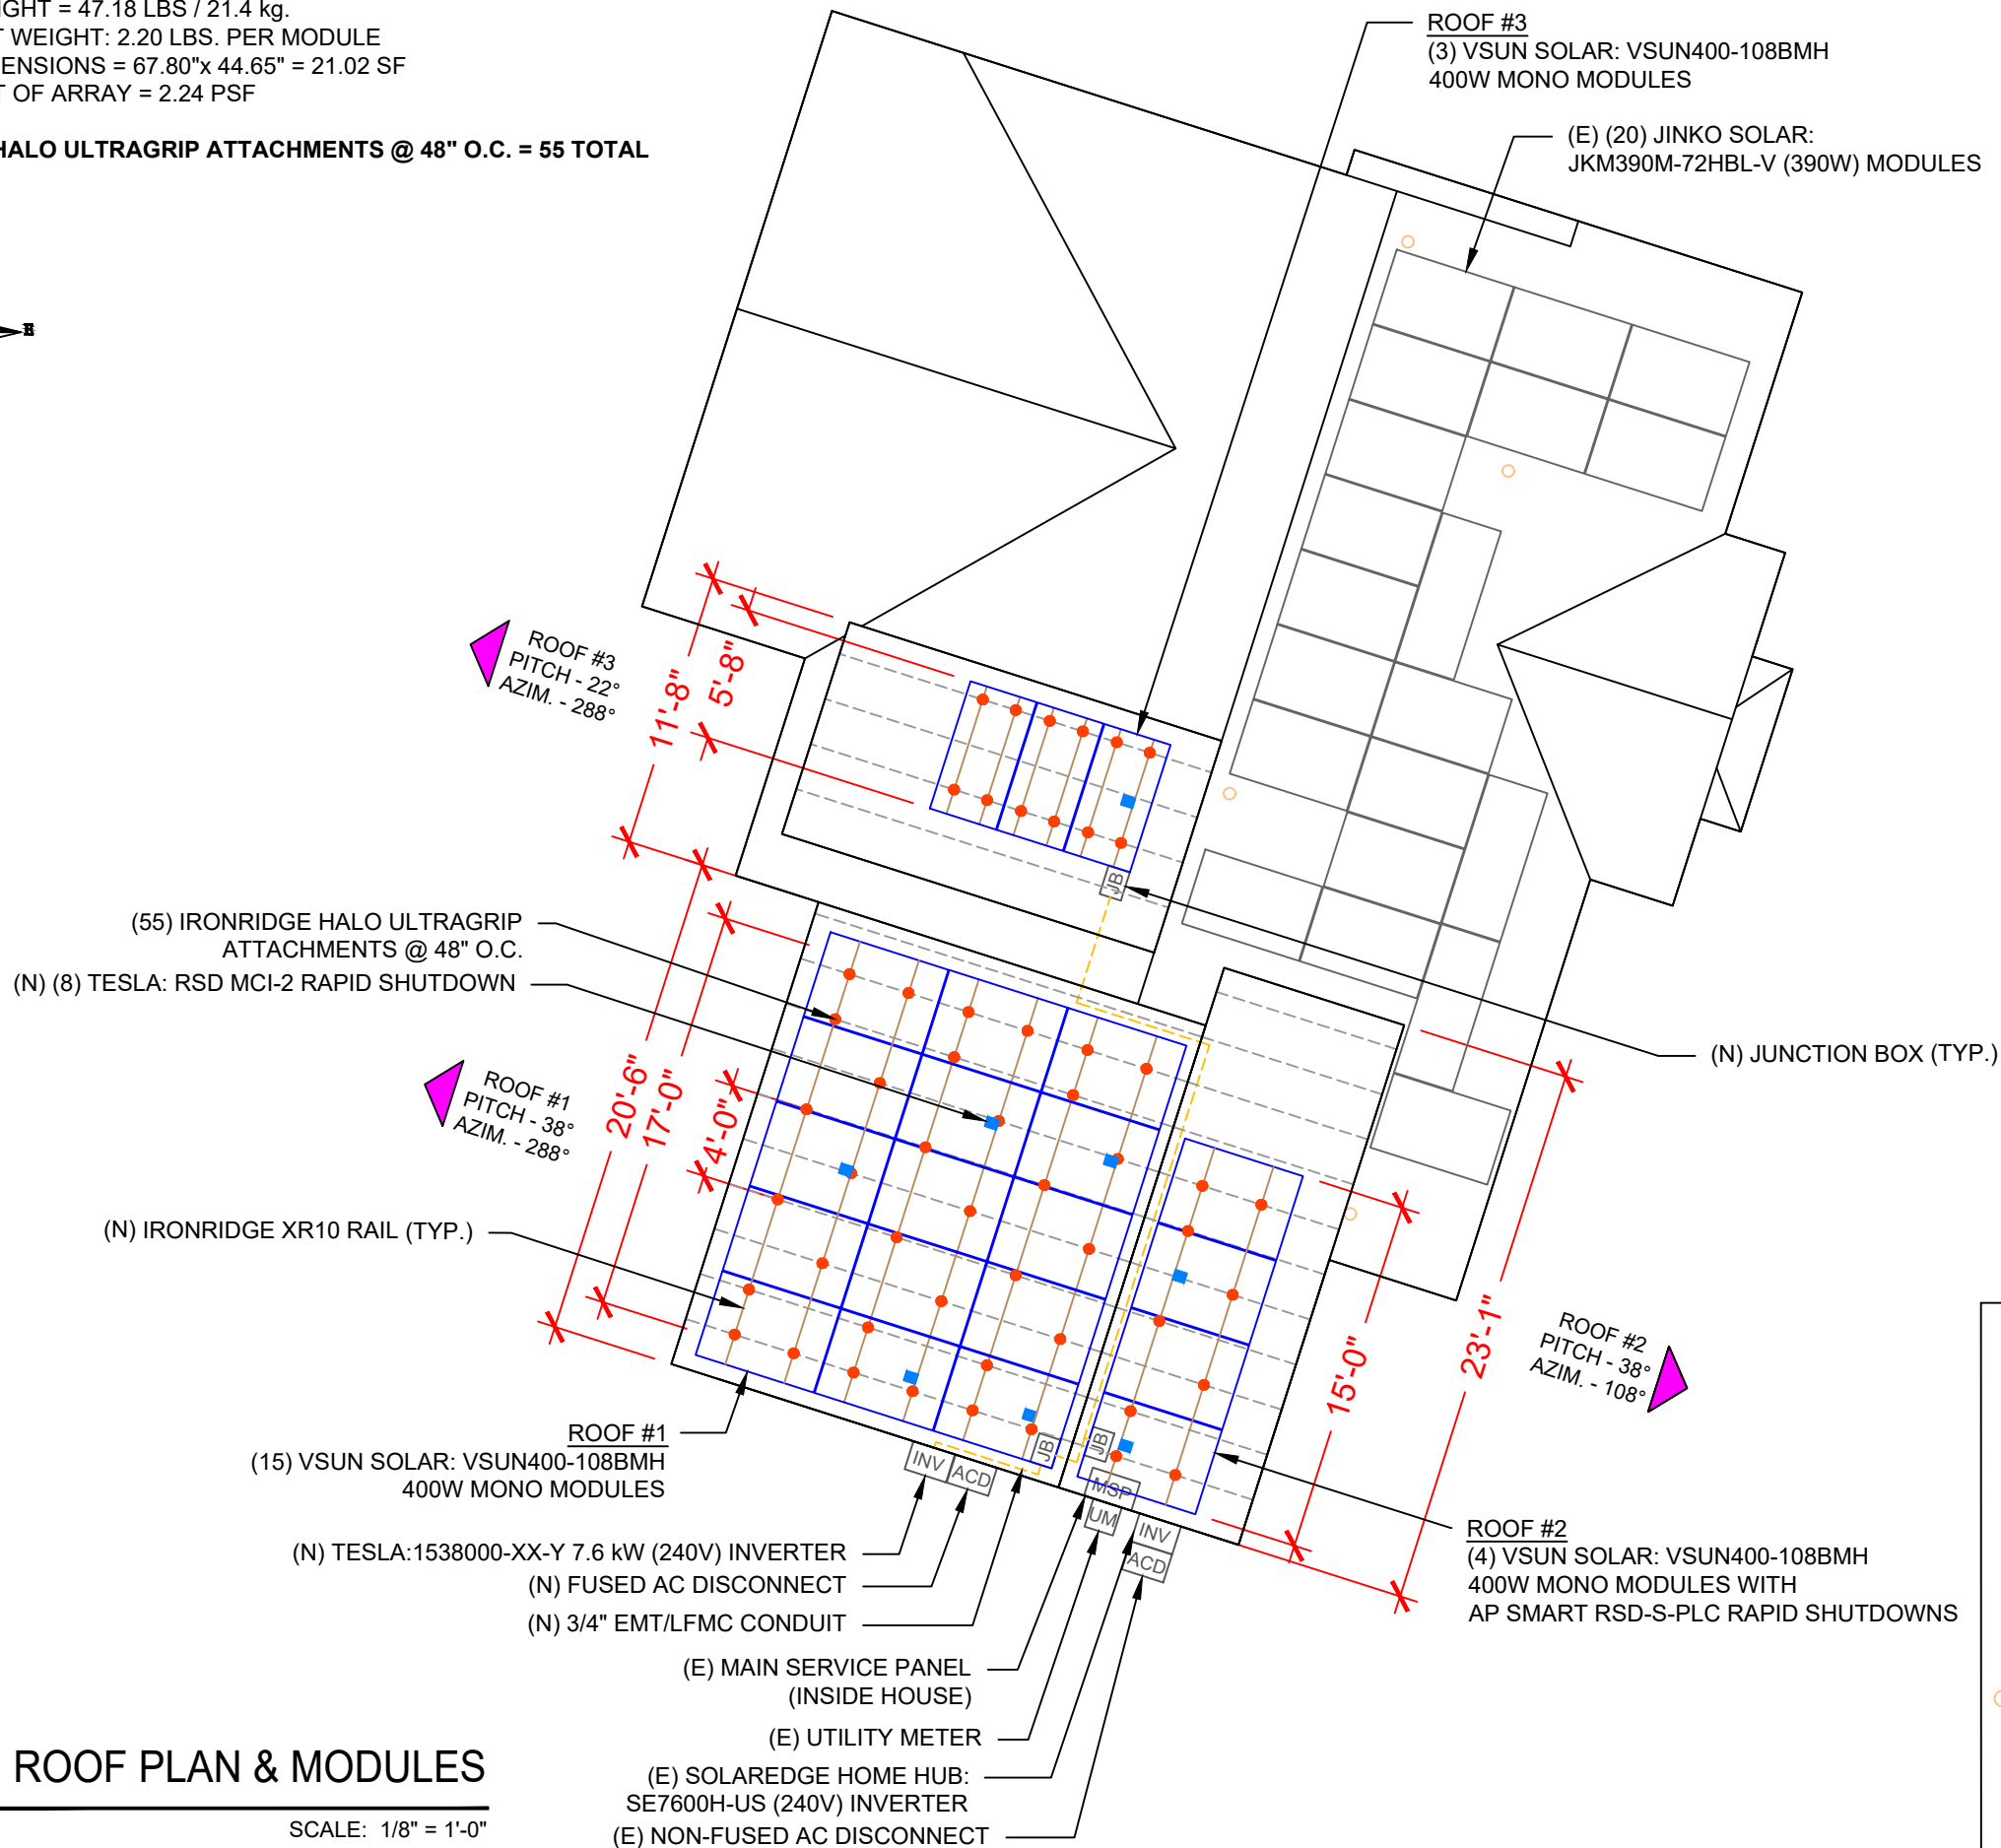 IGHT = 47.18 LBS / 21.4 kg.
T WEIGHT: 2.20 LBS. PER MODULE
ENSIONS = 67.80"x 44.65" = 21.02 SF
T OF ARRAY = 2.24 PSF
HALO ULTRAGRIP ATTACHMENTS @ 48" O.C. = 55 TOTAL
ROOF #3
(3) VSUN SOLAR: VSUN400-108BMH
400W MONO MODULES
(E) (20) JINKO SOLAR:
JKM390M-72HBL-V (390W) MODULES
ROOF #3
PITCH - 22°
AZIM. - 288°
11'-8"
5'-8"
JB
(55) IRONRIDGE HALO ULTRAGRIP
ATTACHMENTS @ 48" O.C.
(N) (8) TESLA: RSD MCI-2 RAPID SHUTDOWN
(N) JUNCTION BOX (TYP.)
ROOF #1
PITCH - 38°
AZIM. - 288°
20'-6"
17'-0"
4'-0"
(N) IRONRIDGE XR10 RAIL (TYP.)
15'-0"
23'-1"
ROOF #2
PITCH - 38°
AZIM. - 108°
ROOF #1
(15) VSUN SOLAR: VSUN400-108BMH
400W MONO MODULES
JB
JB
INV
ACD
MSP
UM
INV
ACD
ROOF #2
(4) VSUN SOLAR: VSUN400-108BMH
400W MONO MODULES WITH
AP SMART RSD-S-PLC RAPID SHUTDOWNS
(N) TESLA:1538000-XX-Y 7.6 kW (240V) INVERTER
(N) FUSED AC DISCONNECT
(N) 3/4" EMT/LFMC CONDUIT
(E) MAIN SERVICE PANEL
(INSIDE HOUSE)
(E) UTILITY METER
(E) SOLAREDGE HOME HUB:
SE7600H-US (240V) INVERTER
(E) NON-FUSED AC DISCONNECT
ROOF PLAN & MODULES
SCALE: 1/8" = 1'-0"